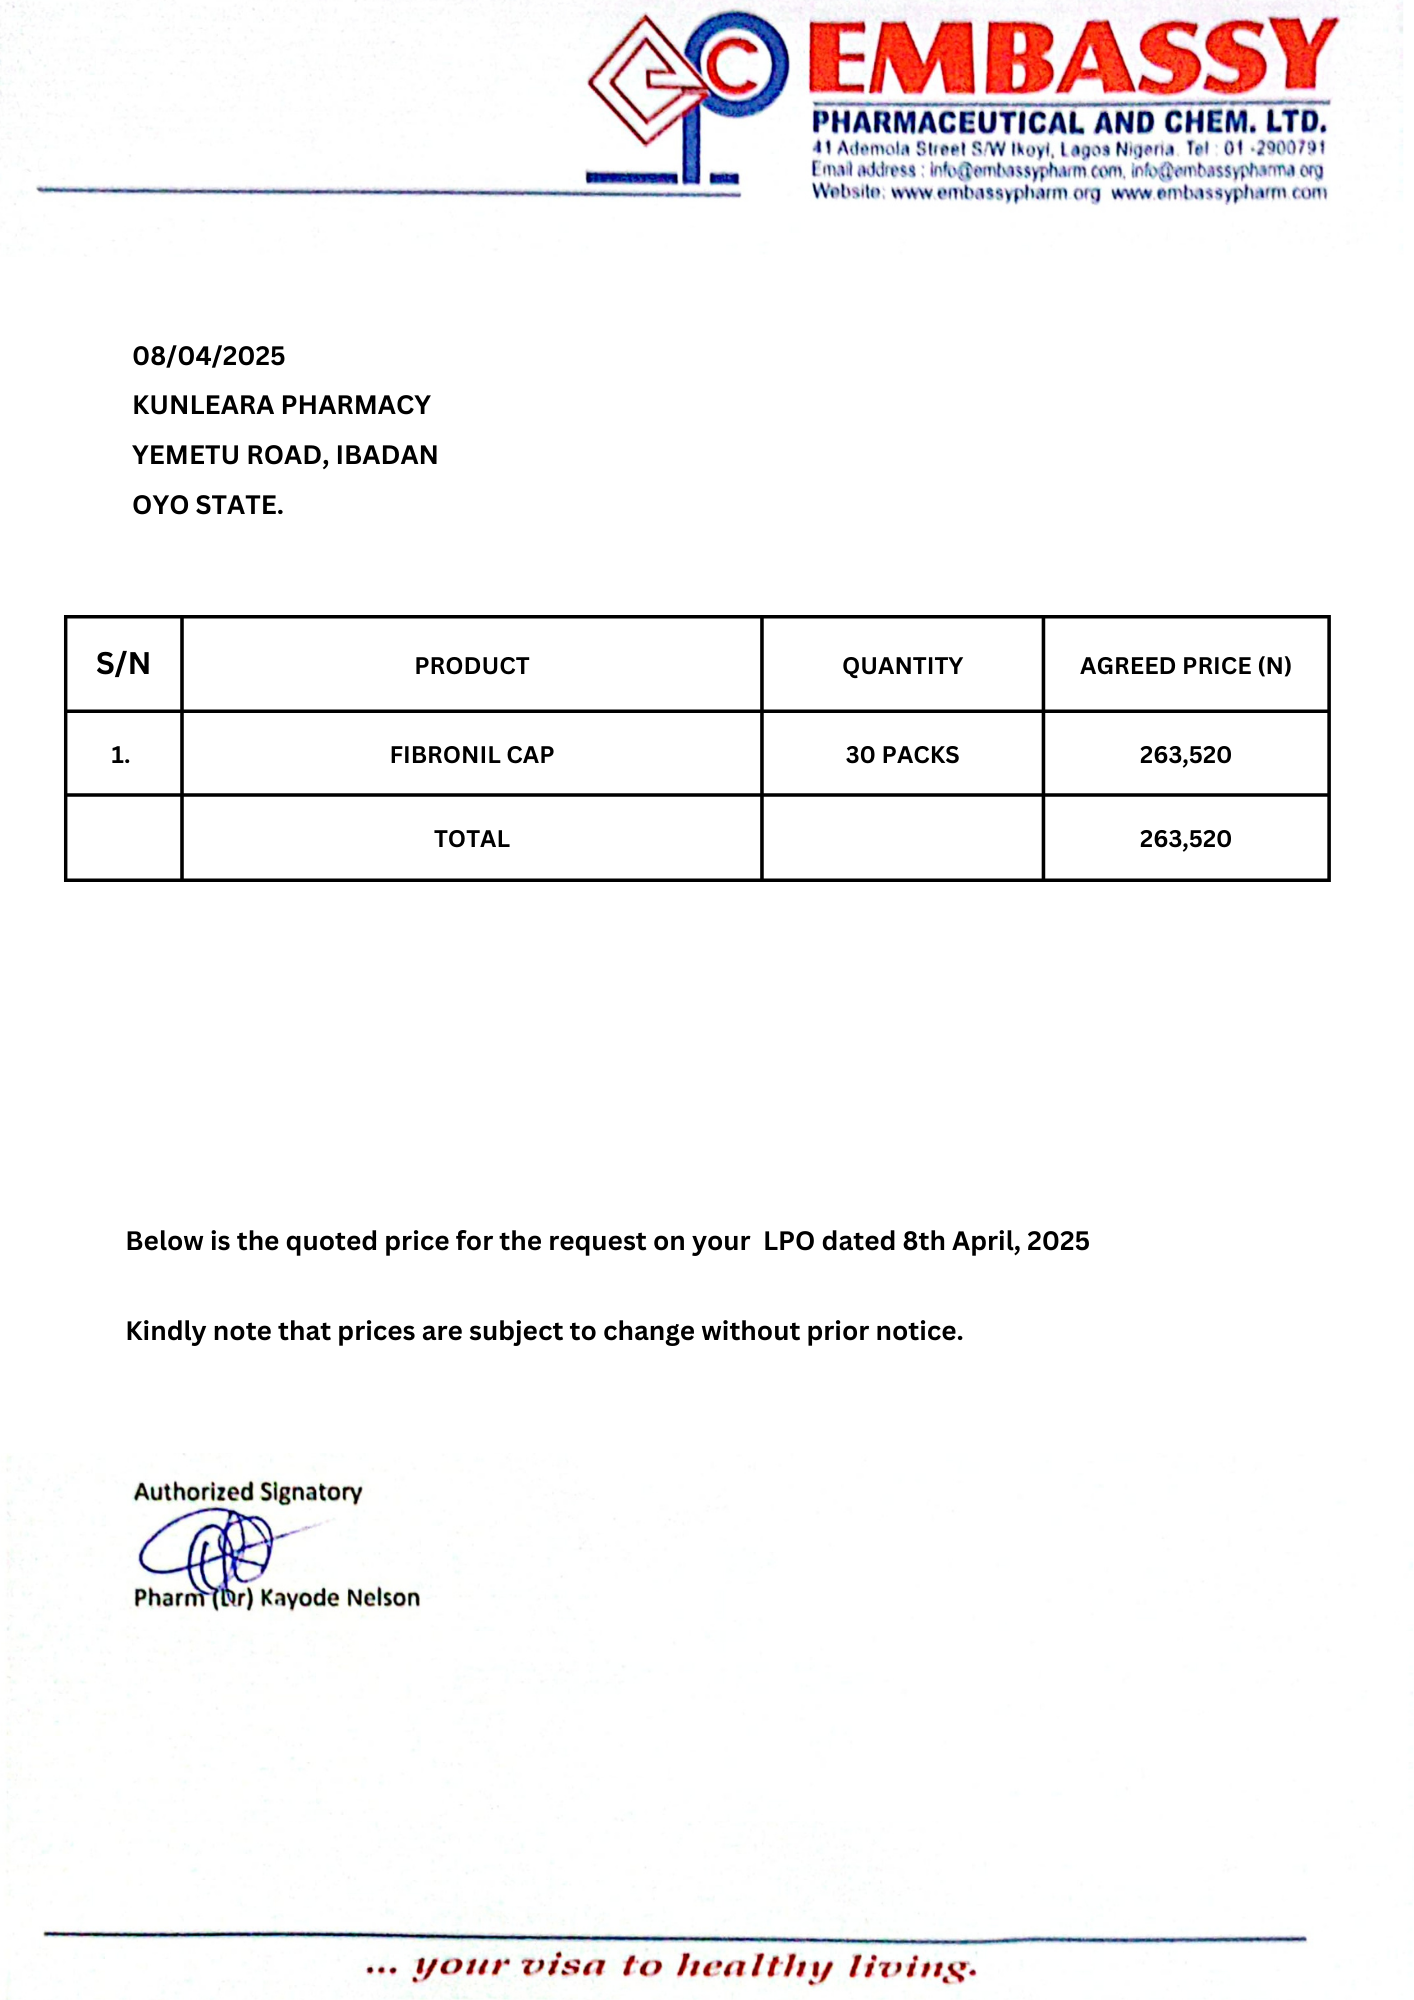 EPC EMBASSY
PHARMACEUTICAL AND CHEM. LTD.
41 Ademola Street S/W Ikoyi, Lagos Nigeria. Tel : 01 -2900791
Email address : info@embassypharm.com, info@embassypharma.org
Website: www.embassypharm.org www.embassypharm.com
08/04/2025
KUNLEARA PHARMACY
YEMETU ROAD, IBADAN
OYO STATE.
S/N PRODUCT QUANTITY AGREED PRICE (N)
1. FIBRONIL CAP 30 PACKS 263,520
TOTAL 263,520
Below is the quoted price for the request on your LPO dated 8th April, 2025
Kindly note that prices are subject to change without prior notice.
Authorized Signatory
Pharm (Dr) Kayode Nelson
... your visa to healthy living.